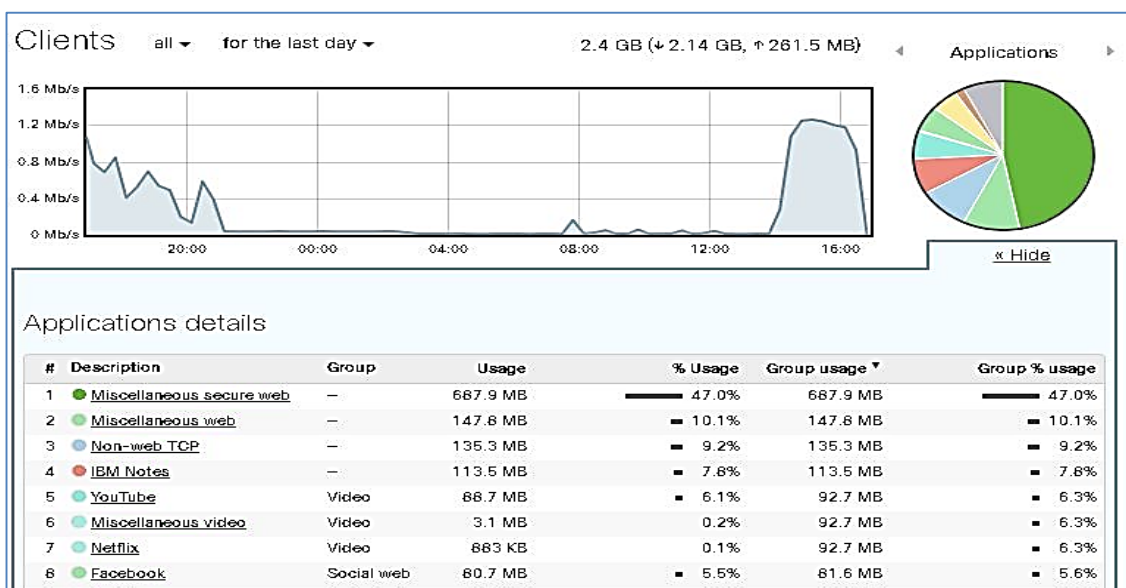 Clients all for the last day 2.4 GB (↓ 2.14 GB, ↑ 261.5 MB) Applications
1.6 Mb/s
1.2 Mb/s
0.8 Mb/s
0.4 Mb/s
0 Mb/s
20:00 00:00 04:00 08:00 12:00 16:00
« Hide
Applications details
# Description Group Usage % Usage Group usage Group % usage
1 Miscellaneous secure web — 687.9 MB 47.0% 687.9 MB 47.0%
2 Miscellaneous web — 147.8 MB 10.1% 147.8 MB 10.1%
3 Non-web TCP — 135.3 MB 9.2% 135.3 MB 9.2%
4 IBM Notes — 113.5 MB 7.8% 113.5 MB 7.8%
5 YouTube Video 88.7 MB 6.1% 92.7 MB 6.3%
6 Miscellaneous video Video 3.1 MB 0.2% 92.7 MB 6.3%
7 Netflix Video 883 KB 0.1% 92.7 MB 6.3%
8 Facebook Social web 80.7 MB 5.5% 81.6 MB 5.6%